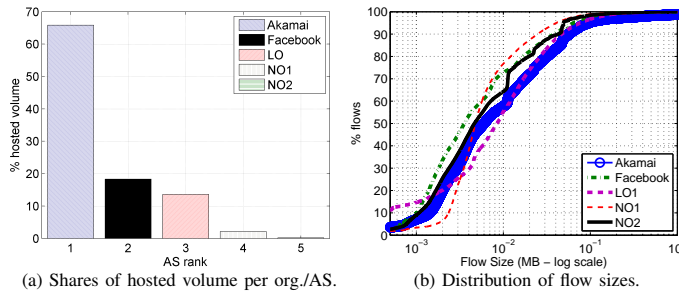 70
60
50
40
30
20
10
0
% hosted volume
1 2 3 4 5
AS rank
Akamai
Facebook
LO
NO1
NO2
(a) Shares of hosted volume per org./AS.
100
90
80
70
60
50
40
30
20
10
0
% flows
10⁻³ 10⁻² 10⁻¹ 10⁰
Flow Size (MB − log scale)
Akamai
Facebook
LO1
NO1
NO2
(b) Distribution of flow sizes.